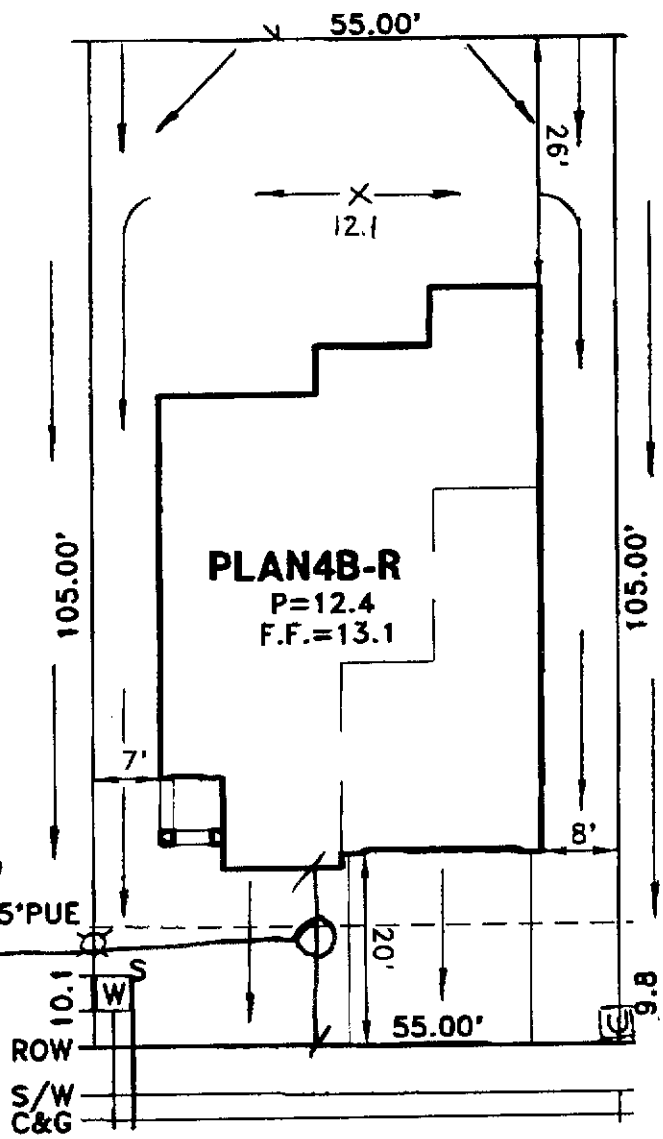 55.00'
26'
12.1
105.00'
PLAN4B-R
P=12.4
F.F.=13.1
105.00'
7'
8'
5'PUE
20'
S
W
10.1
9.8
55.00'
ROW
S/W
C&G